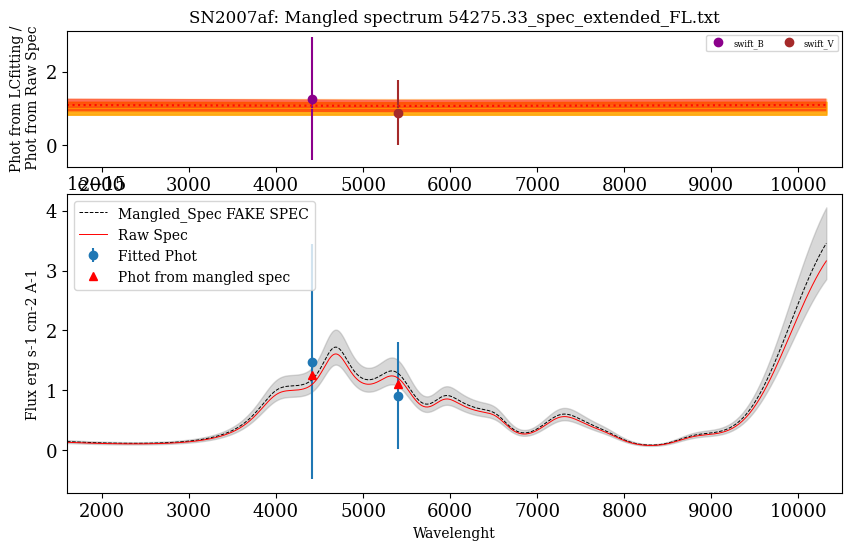 SN2007af: Mangled spectrum 54275.33_spec_extended_FL.txt
Phot from LCfitting /
Phot from Raw Spec
2
0
swift_B
swift_V
2000 3000 4000 5000 6000 7000 8000 9000 10000
1e−15
Flux erg s-1 cm-2 A-1
4
3
2
1
0
Mangled_Spec FAKE SPEC
Raw Spec
Fitted Phot
Phot from mangled spec
2000 3000 4000 5000 6000 7000 8000 9000 10000
Wavelenght